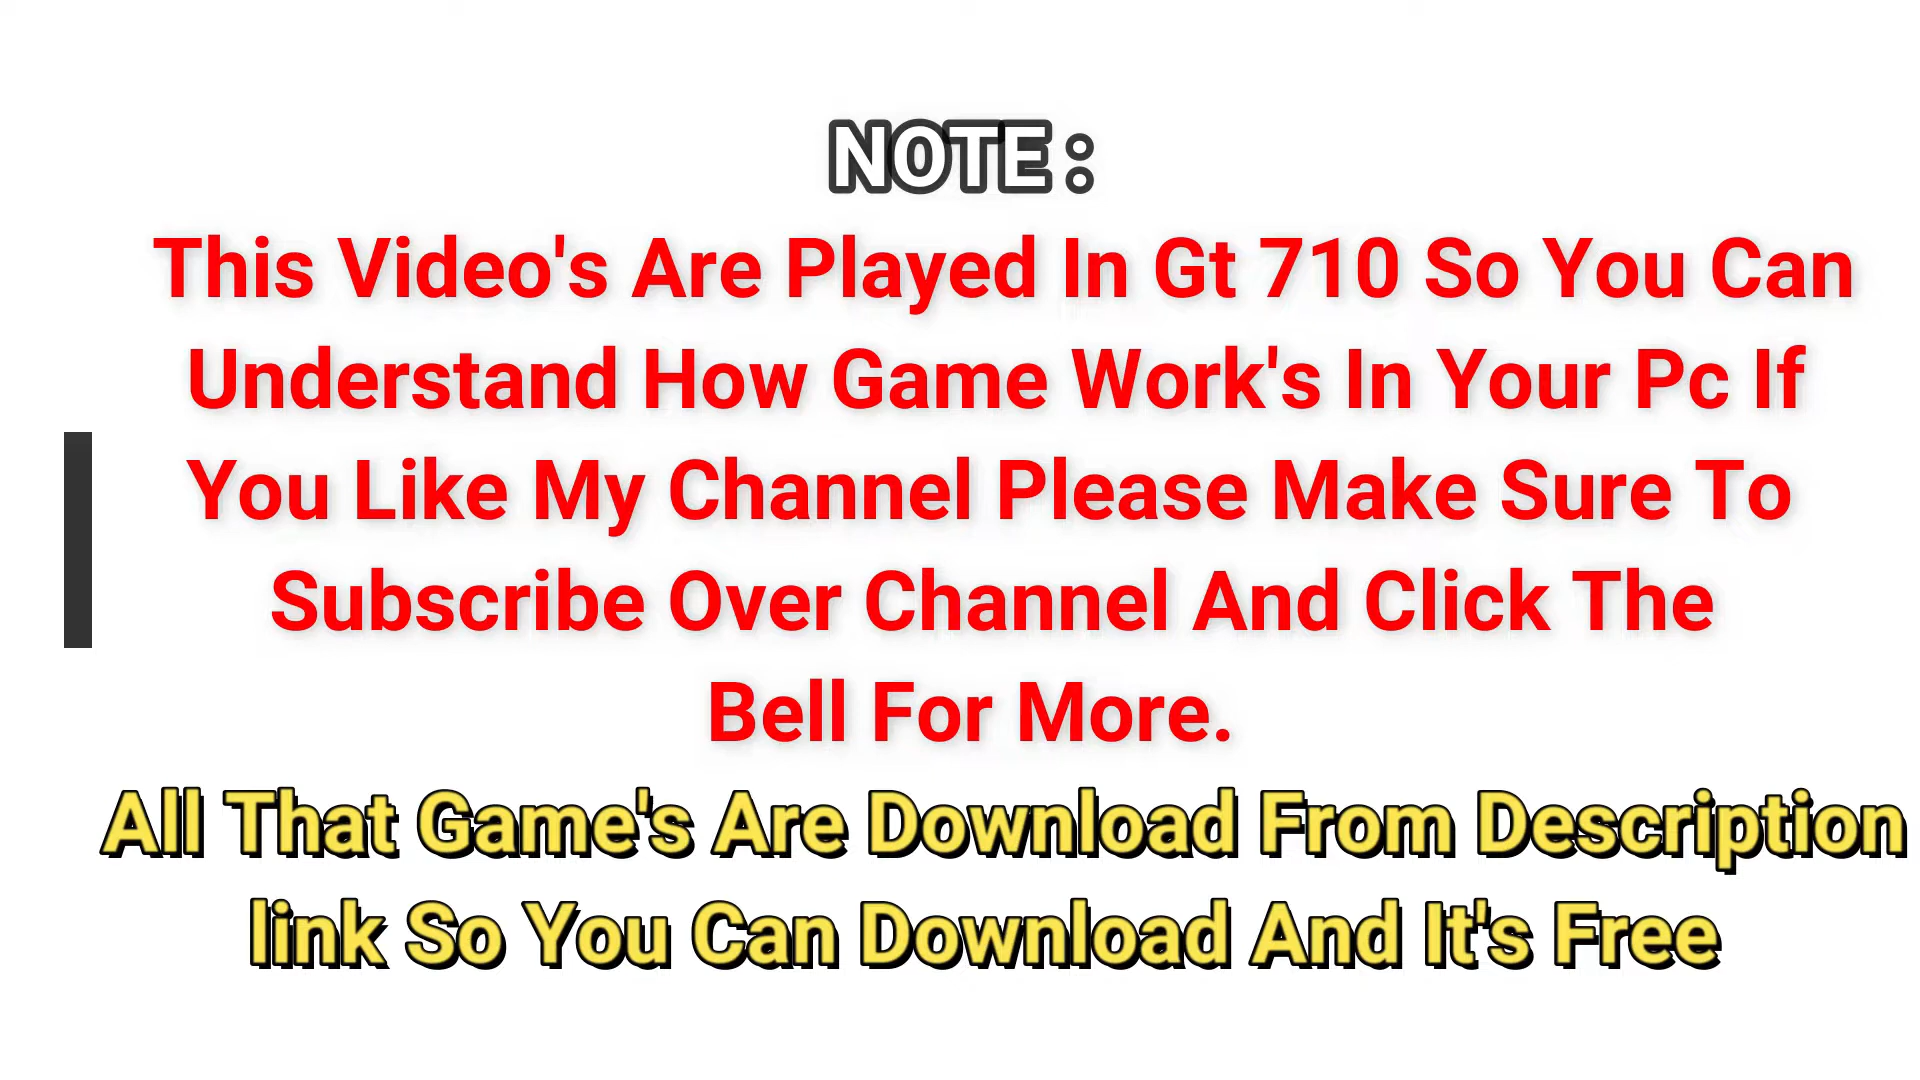 NOTE:
This Video's Are Played In Gt 710 So You Can
Understand How Game Work's In Your Pc If
You Like My Channel Please Make Sure To
Subscribe Over Channel And Click The
Bell For More.
All That Game's Are Download From Description
link So You Can Download And It's Free